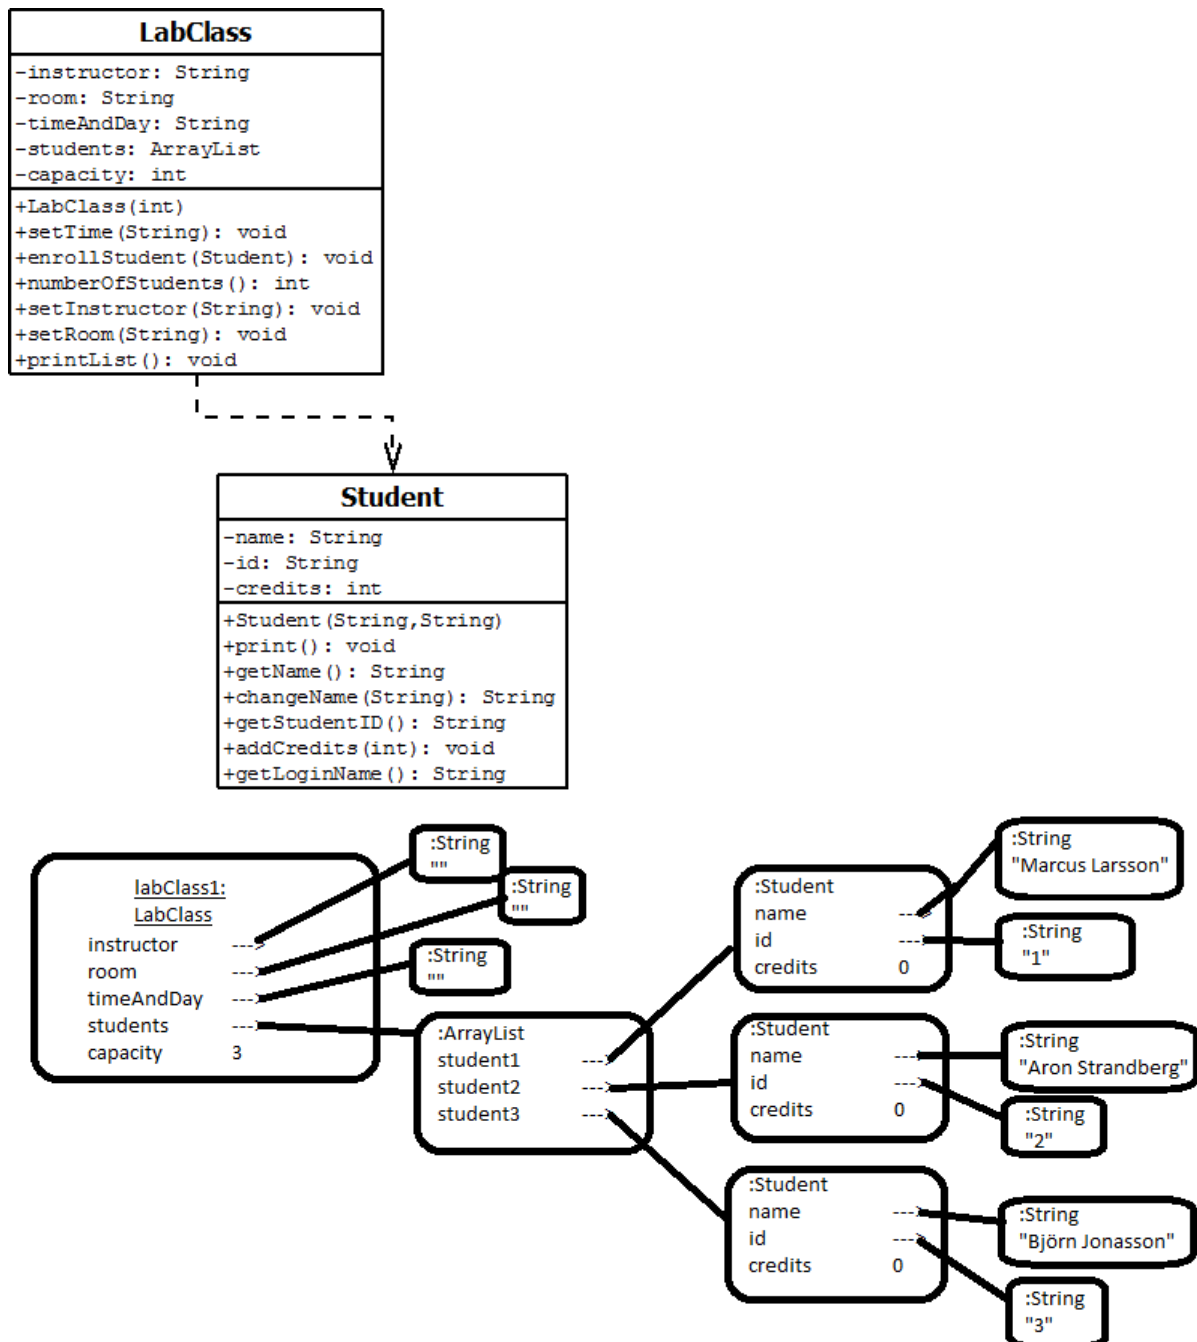 LabClass
-instructor: String
-room: String
-timeAndDay: String
-students: ArrayList
-capacity: int
+LabClass(int)
+setTime(String): void
+enrollStudent(Student): void
+numberOfStudents(): int
+setInstructor(String): void
+setRoom(String): void
+printList(): void
Student
-name: String
-id: String
-credits: int
+Student(String,String)
+print(): void
+getName(): String
+changeName(String): String
+getStudentID(): String
+addCredits(int): void
+getLoginName(): String
labClass1:
LabClass
instructor --->
room --->
timeAndDay --->
students --->
capacity 3
:String
""
:String
""
:String
""
:ArrayList
student1 --->
student2 --->
student3 --->
:Student
name --->
id --->
credits 0
:String
"Marcus Larsson"
:String
"1"
:Student
name --->
id --->
credits 0
:String
"Aron Strandberg"
:String
"2"
:Student
name --->
id --->
credits 0
:String
"Björn Jonasson"
:String
"3"